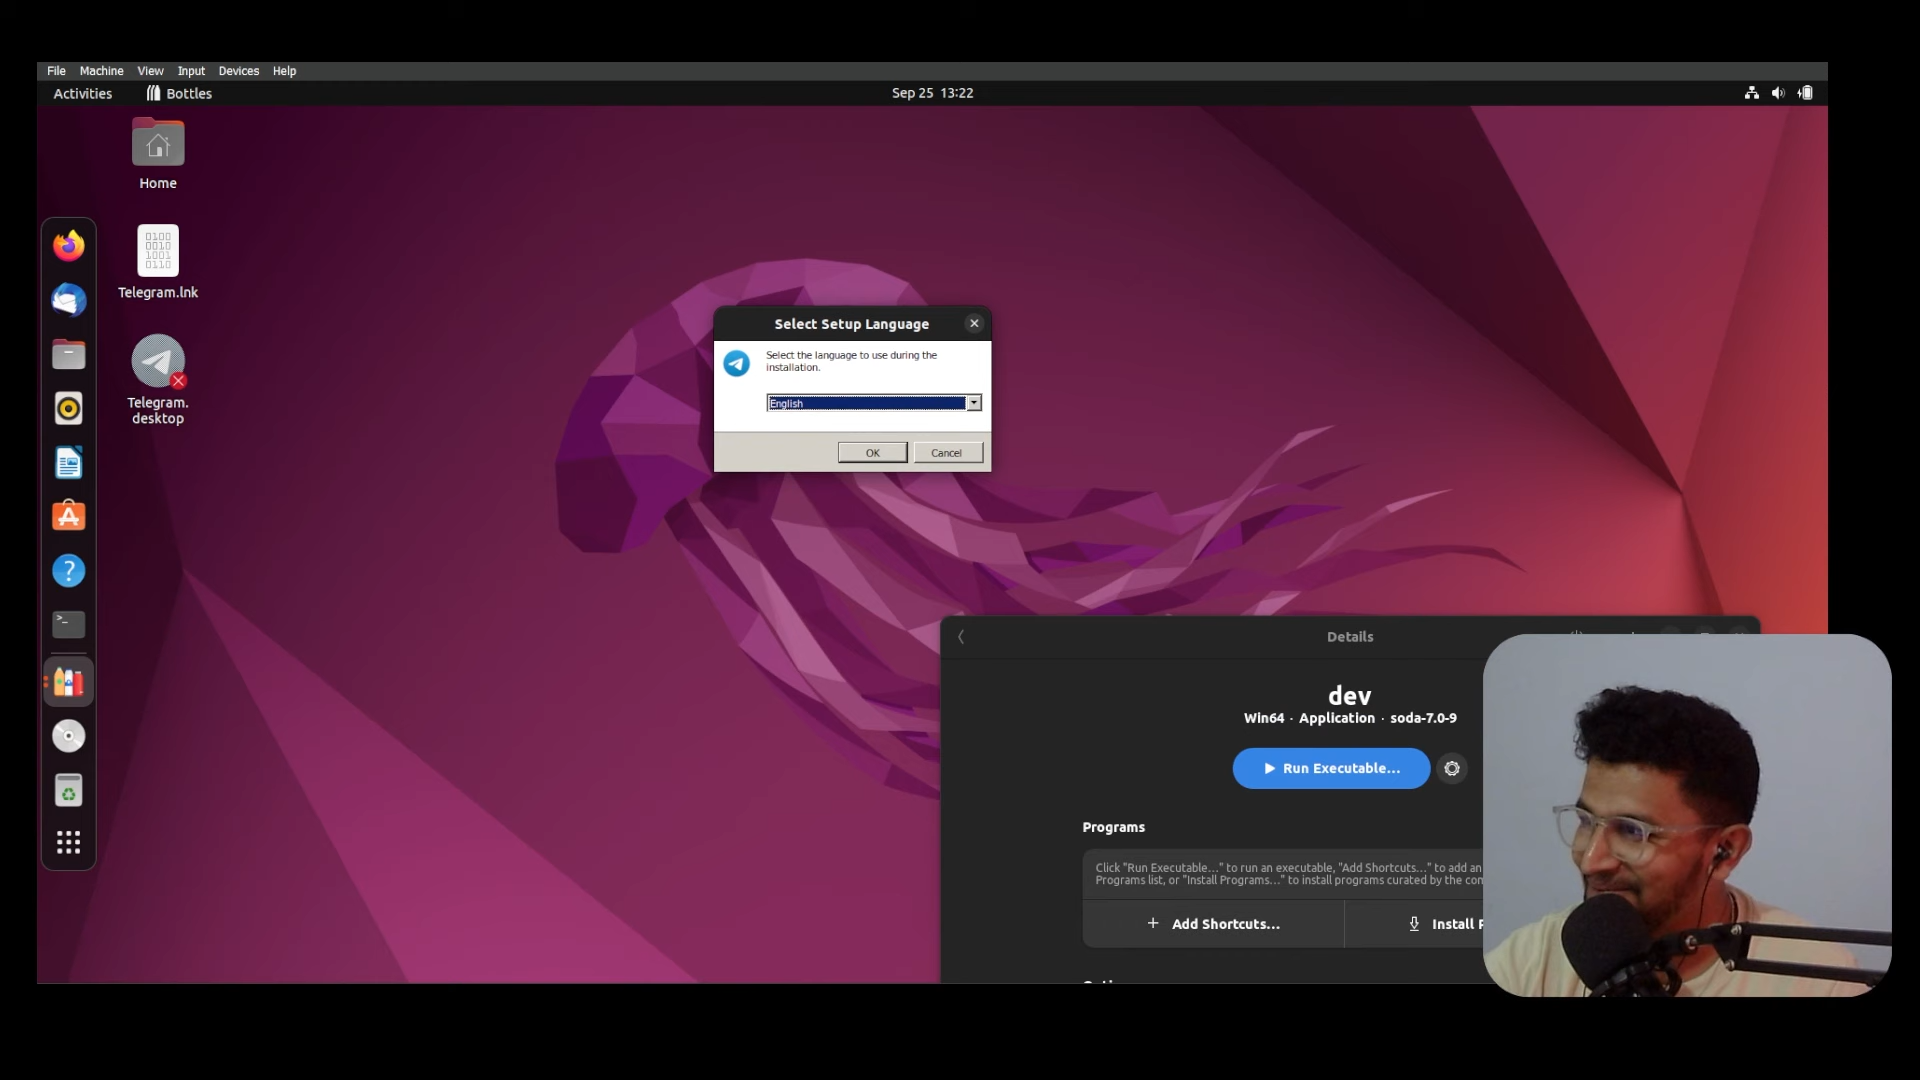 File Machine View Input Devices Help
Activities Bottles Sep 25 13:22
Home
Telegram.lnk
Telegram.
desktop
Select Setup Language
Select the language to use during the
installation.
English
OK Cancel
Details
dev
Win64 · Application · soda-7.0-9
Run Executable...
Programs
Click "Run Executable..." to run an executable, "Add Shortcuts..." to add an
Programs list, or "Install Programs..." to install programs curated by the
Add Shortcuts... Install